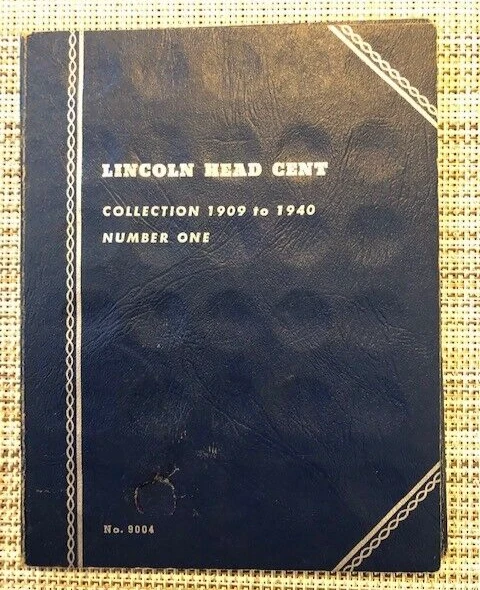 LINCOLN HEAD CENT
COLLECTION 1909 to 1940
NUMBER ONE
No. 9004